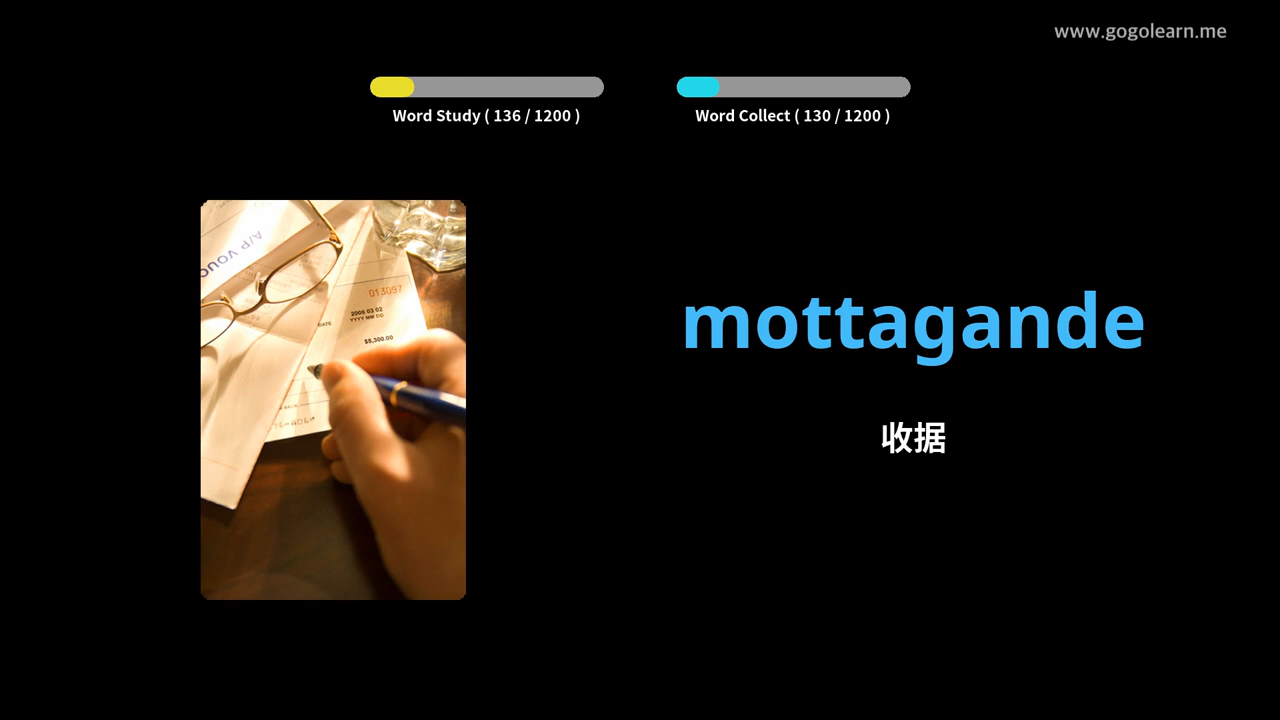 www.gogolearn.me
Word Study ( 136 / 1200 )
Word Collect ( 130 / 1200 )
A/P VOUC
013097
DATE
2006 03 02
YYYY MM DD
$5,300.00
mottagande
收据